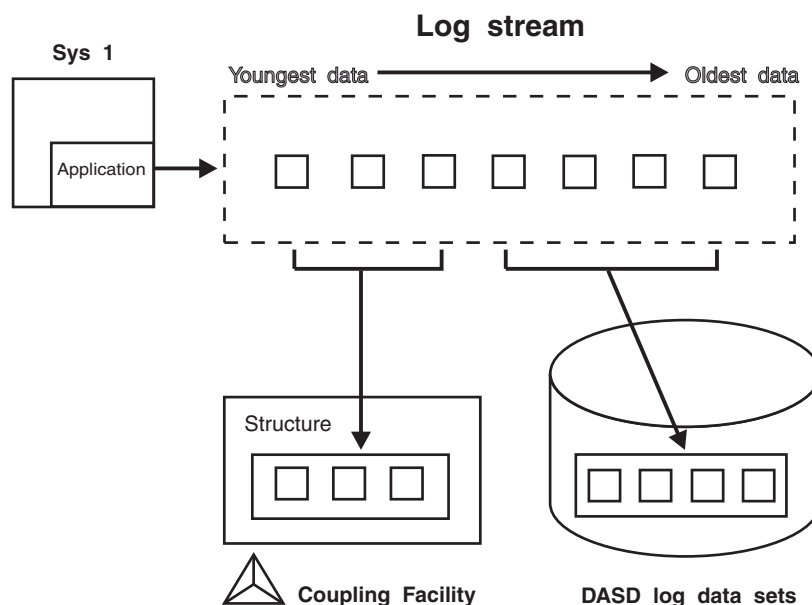 Log stream
Sys 1
Youngest data
Oldest data
Application
Structure
Coupling Facility
DASD log data sets